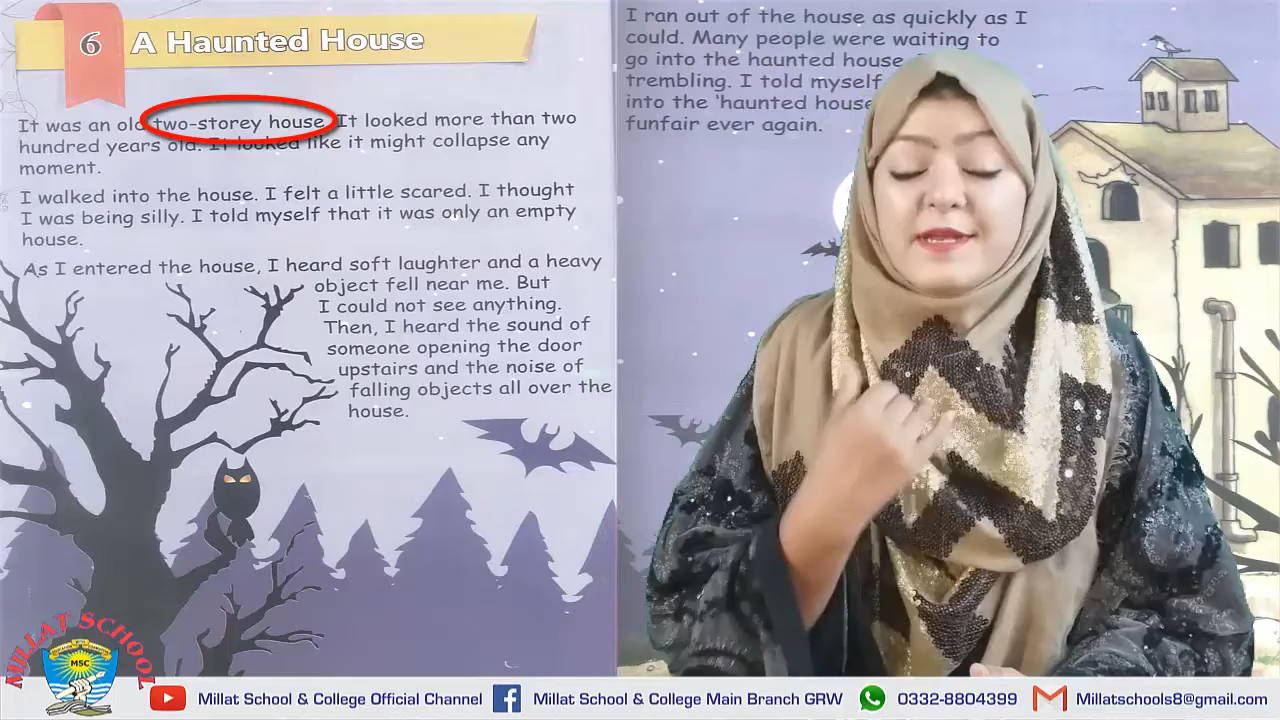 6 A Haunted House
It was an old two-storey house. It looked more than two
hundred years old. It looked like it might collapse any
moment.
I walked into the house. I felt a little scared. I thought
I was being silly. I told myself that it was only an empty
house.
As I entered the house, I heard soft laughter and a heavy
object fell near me. But
I could not see anything.
Then, I heard the sound of
someone opening the door
upstairs and the noise of
falling objects all over the
house.
I ran out of the house as quickly as I
could. Many people were waiting to
go into the haunted house
trembling. I told myself
into the 'haunted house
funfair ever again.
MILLAT SCHOOL
MSC
Millat School & College Official Channel
Millat School & College Main Branch GRW
0332-8804399
Millatschools8@gmail.com